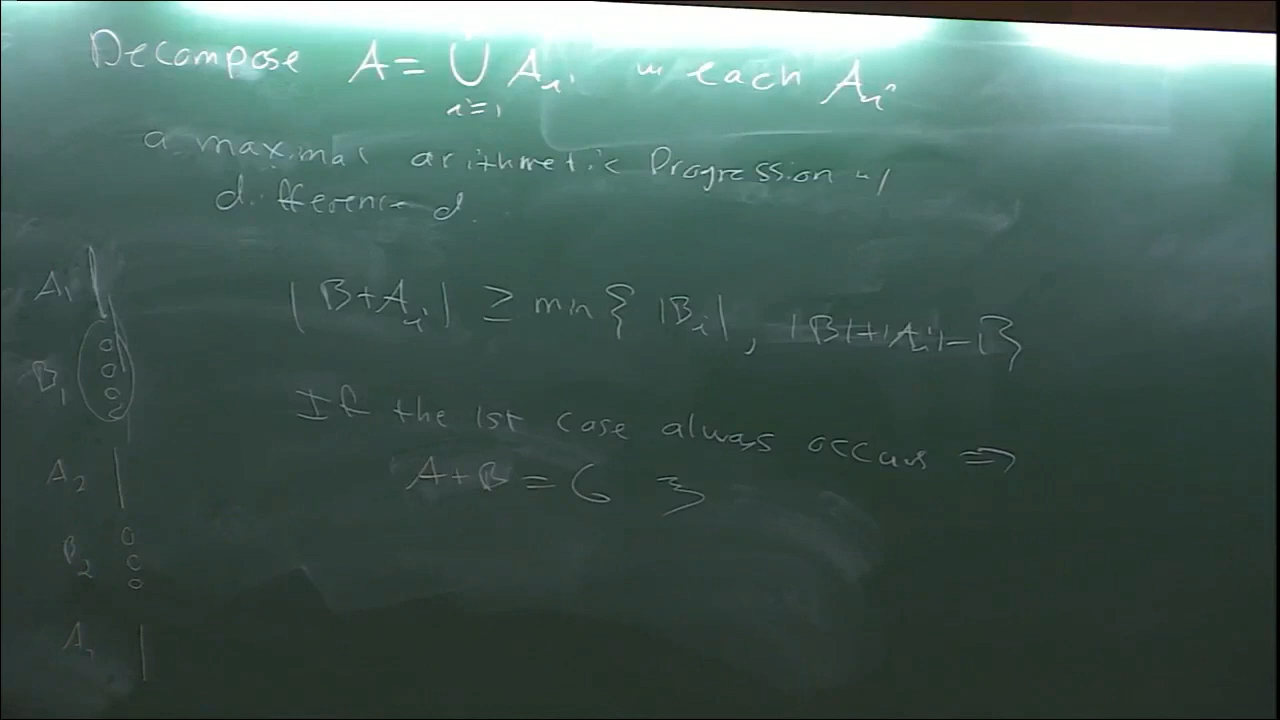 Decompose A = ∪ A_i w each A_i
i=1
a maximal arithmetic Progression w/
difference d.
|B+A_i| ≥ min { |B_i|, |B|+|A_i|-1 }
If the 1st case always occurs ⇒
A+B = G
A_1
B_1
A_2
B_2
A_3